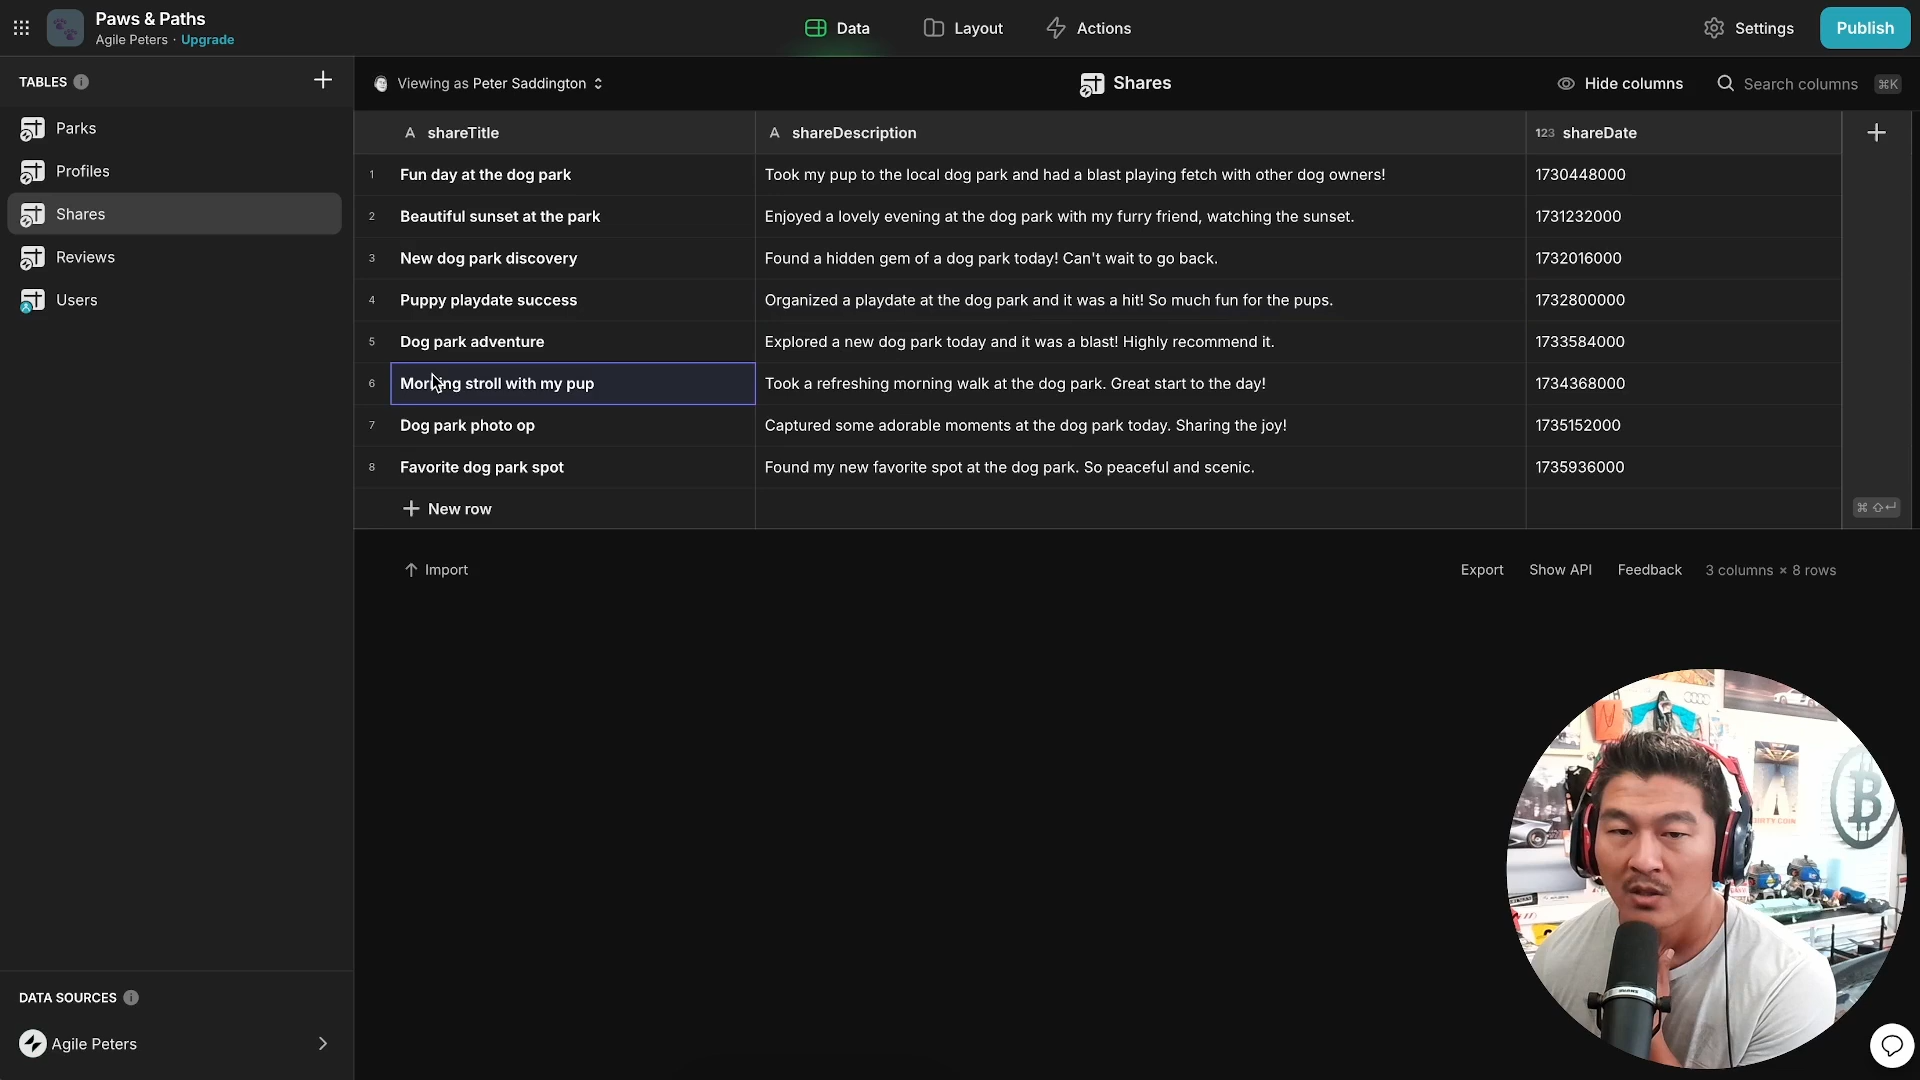 Paws & Paths
Agile Peters · Upgrade
Data
Layout
Actions
Settings
Publish
TABLES
Parks
Profiles
Shares
Reviews
Users
Viewing as Peter Saddington
Shares
Hide columns
Search columns ⌘K
A shareTitle
A shareDescription
123 shareDate
1 Fun day at the dog park Took my pup to the local dog park and had a blast playing fetch with other dog owners! 1730448000
2 Beautiful sunset at the park Enjoyed a lovely evening at the dog park with my furry friend, watching the sunset. 1731232000
3 New dog park discovery Found a hidden gem of a dog park today! Can't wait to go back. 1732016000
4 Puppy playdate success Organized a playdate at the dog park and it was a hit! So much fun for the pups. 1732800000
5 Dog park adventure Explored a new dog park today and it was a blast! Highly recommend it. 1733584000
6 Morning stroll with my pup Took a refreshing morning walk at the dog park. Great start to the day! 1734368000
7 Dog park photo op Captured some adorable moments at the dog park today. Sharing the joy! 1735152000
8 Favorite dog park spot Found my new favorite spot at the dog park. So peaceful and scenic. 1735936000
New row
Import
Export
Show API
Feedback
3 columns × 8 rows
DATA SOURCES
Agile Peters